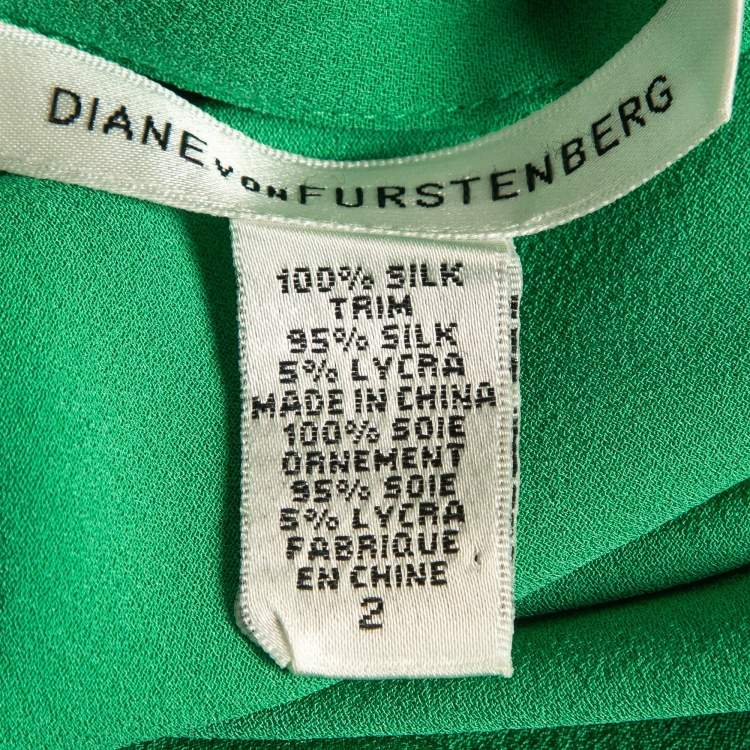 DIANE von FURSTENBERG
100% SILK
TRIM
95% SILK
5% LYCRA
MADE IN CHINA
100% SOIE
ORNEMENT
95% SOIE
5% LYCRA
FABRIQUE
EN CHINE
2